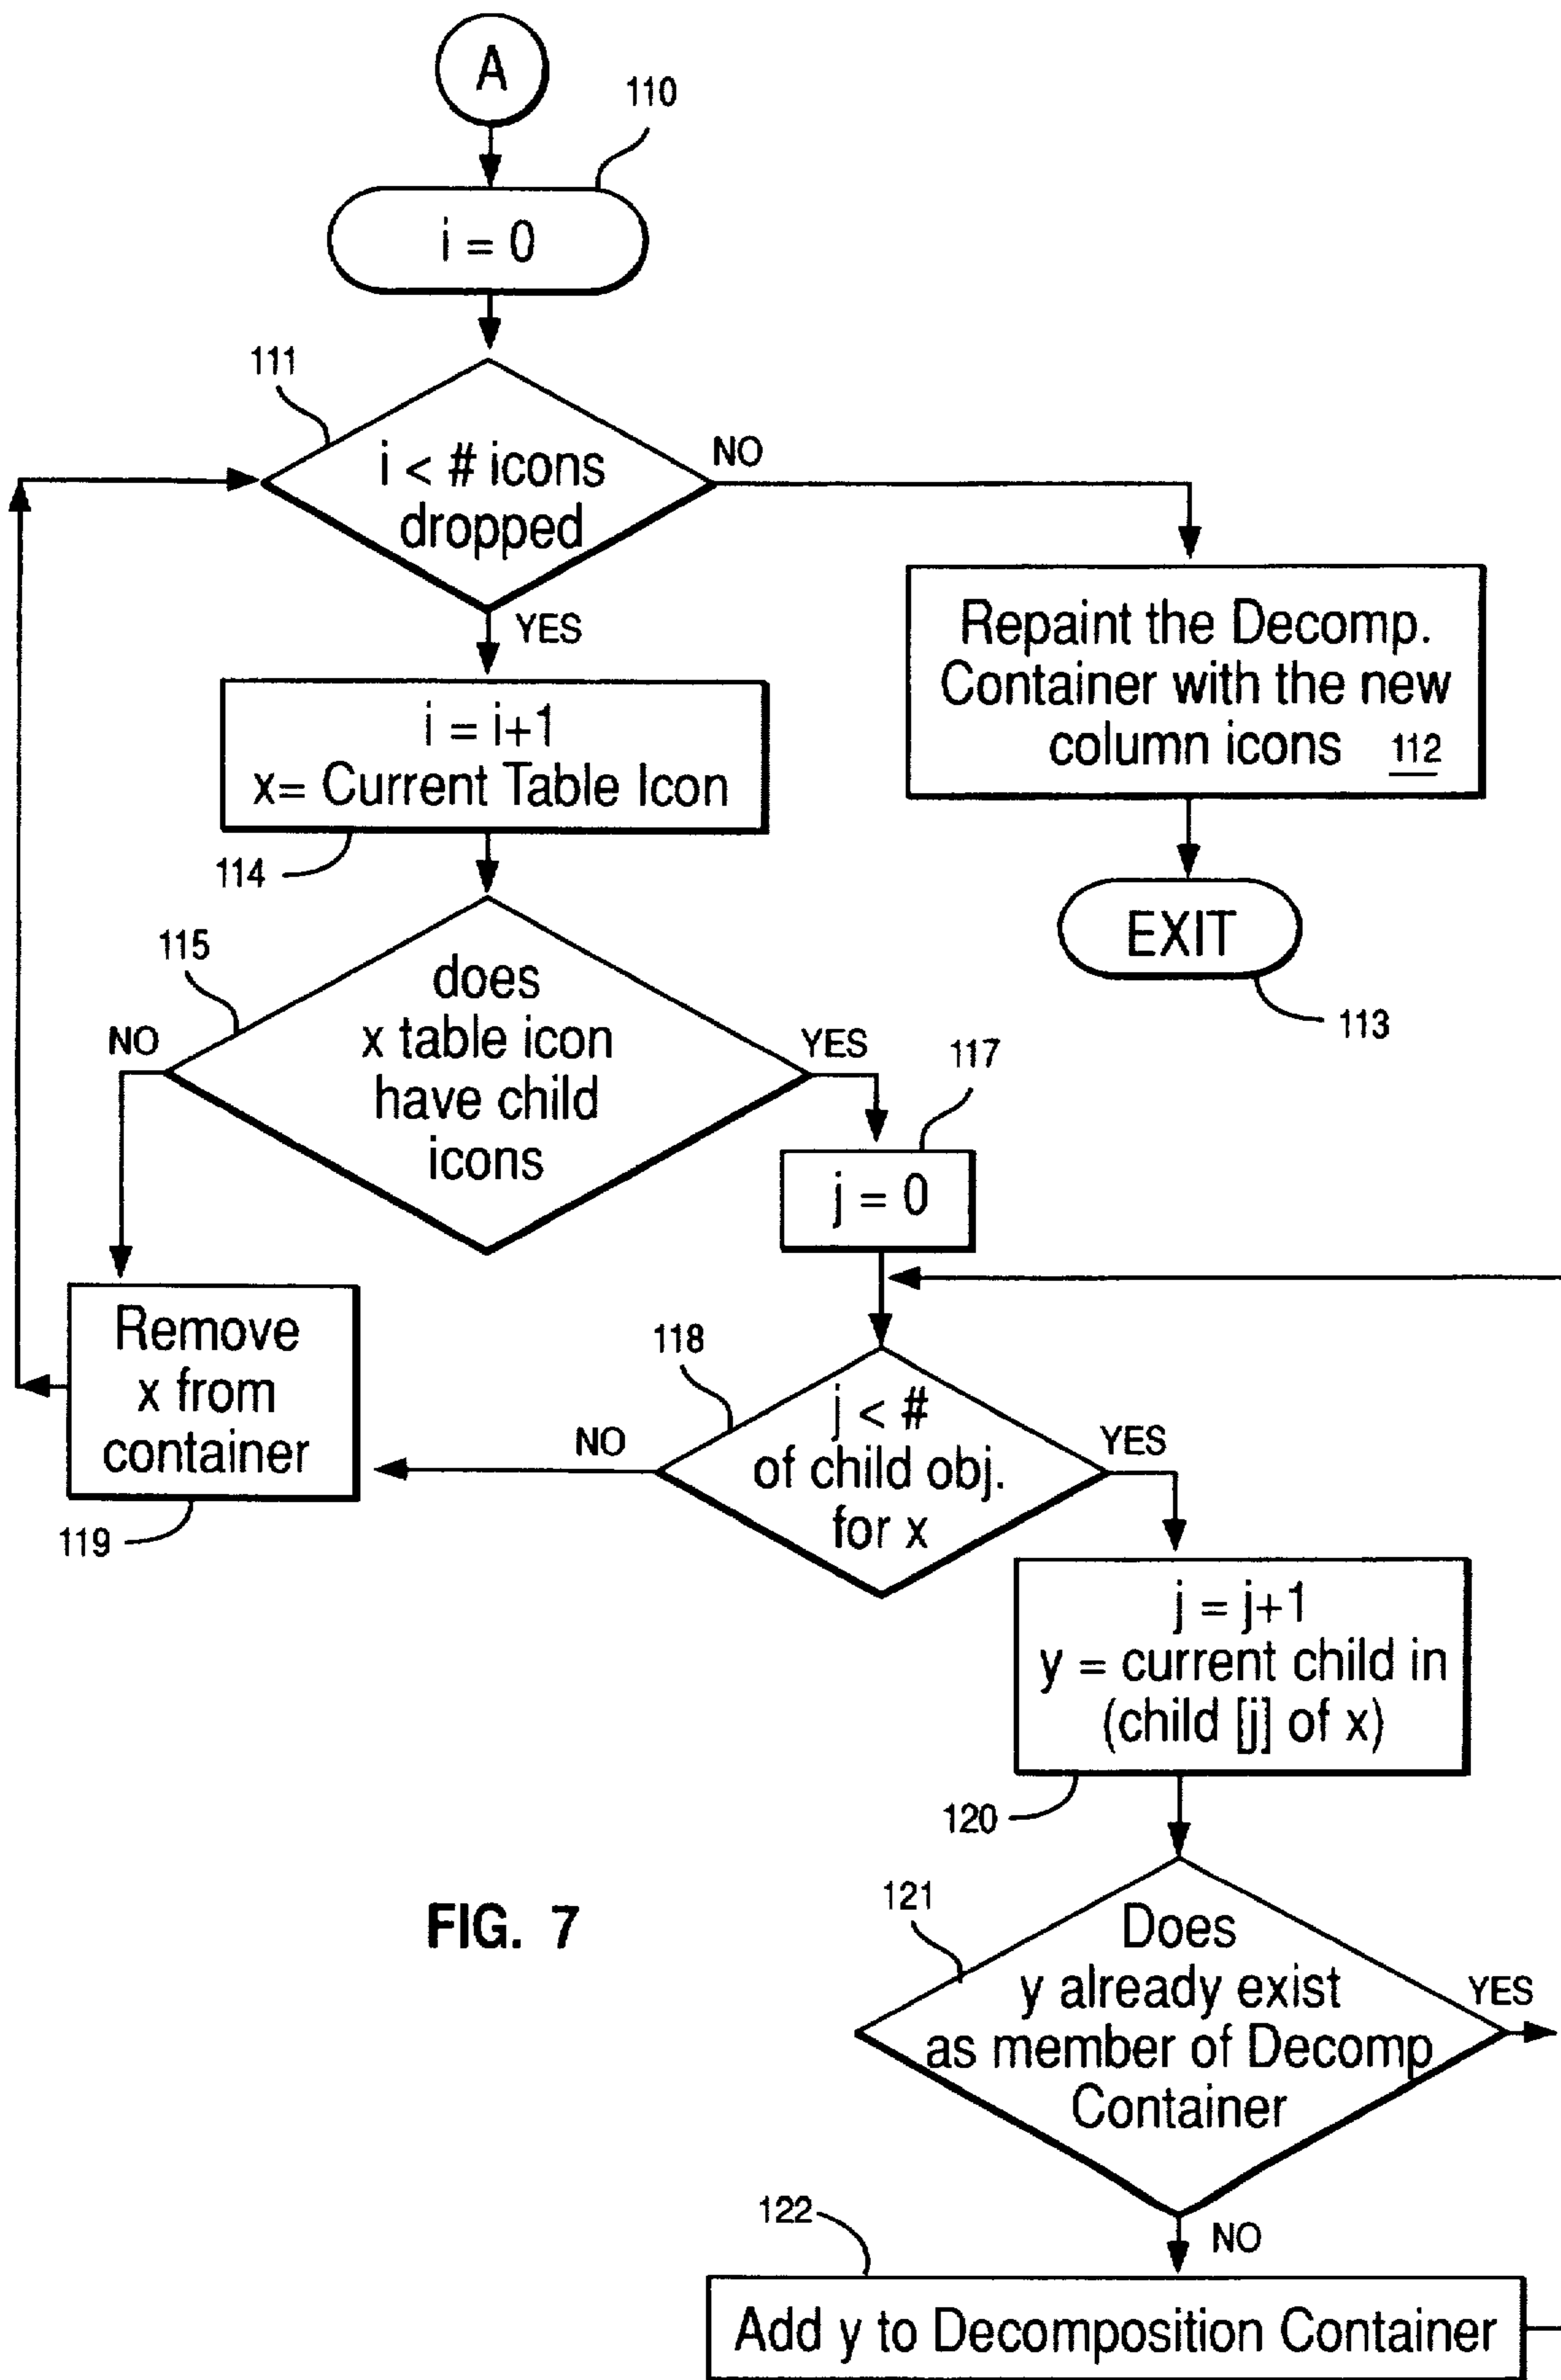 A
110
i = 0
111
i < # icons
dropped
NO
YES
Repaint the Decomp.
Container with the new
column icons 112
i = i+1
x= Current Table Icon
114
EXIT
113
115
does
x table icon
have child
icons
NO
YES
117
j = 0
Remove
x from
container
119
118
j < #
of child obj.
for x
NO
YES
j = j+1
y = current child in
(child [j] of x)
120
FIG. 7
121
Does
y already exist
as member of Decomp
Container
YES
NO
122
Add y to Decomposition Container